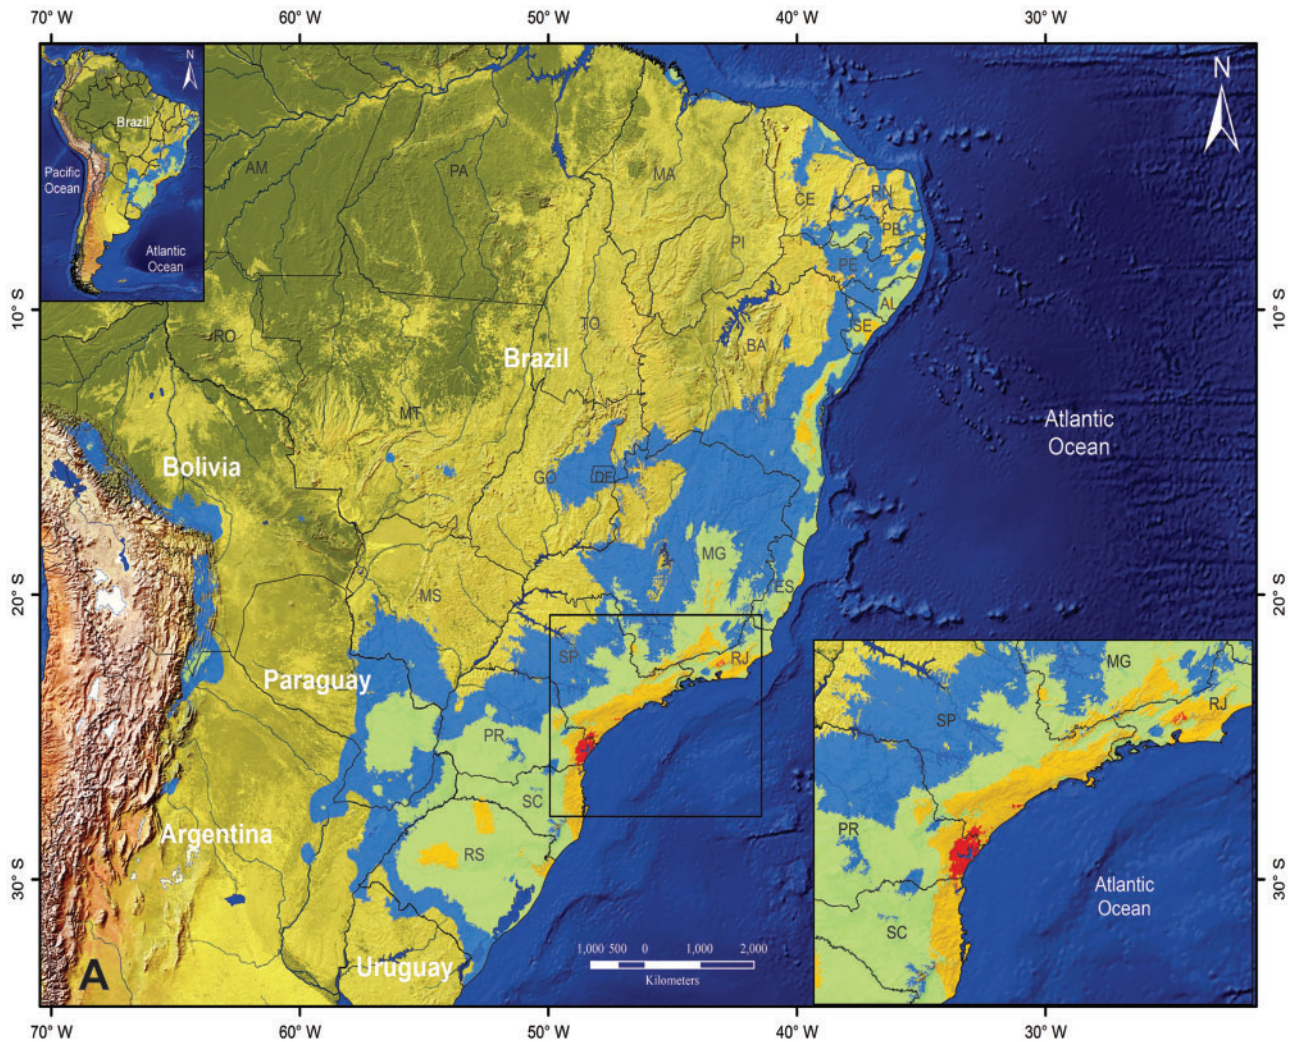 70° W
60° W
50° W
40° W
30° W
N
Brazil
Pacific
Ocean
Atlantic
Ocean
N
AM
PA
MA
CE
RN
PB
PI
PE
AL
SE
10° S
10° S
RO
TO
Brazil
BA
MT
Atlantic
Ocean
Bolivia
GO
DF
MG
ES
MS
20° S
20° S
SP
RJ
Paraguay
PR
SC
Argentina
RS
MG
RJ
SP
PR
SC
Atlantic
Ocean
30° S
30° S
1,000 500 0 1,000 2,000
Kilometers
Uruguay
A
70° W
60° W
50° W
40° W
30° W